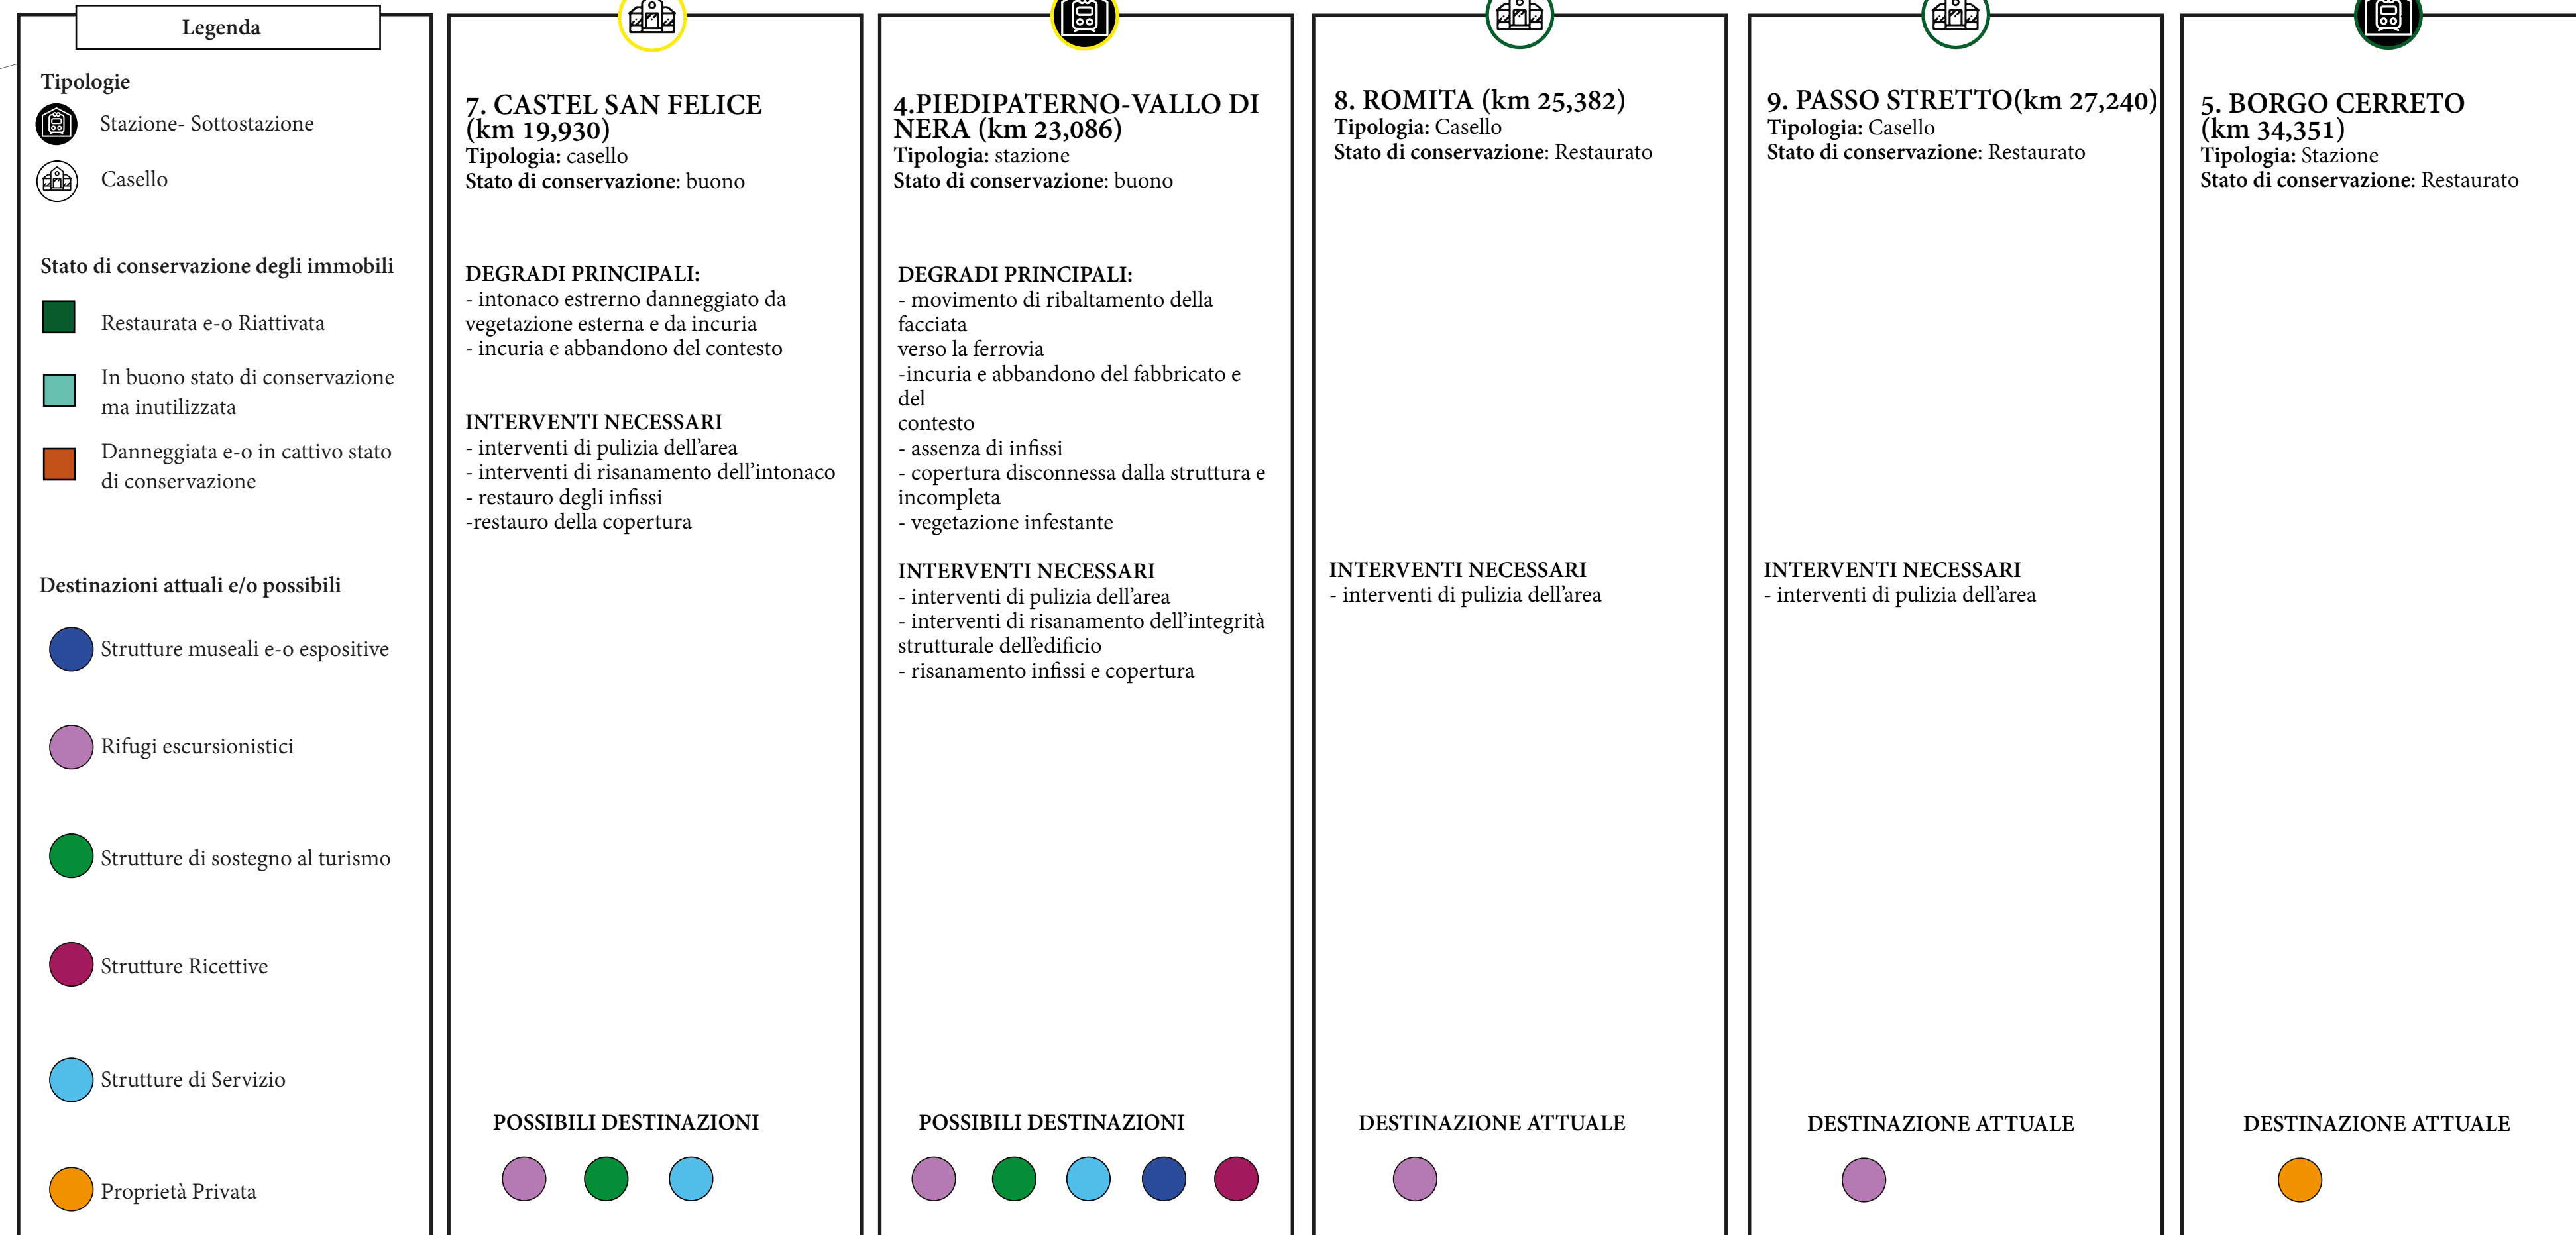 Legenda
Tipologie
Stazione- Sottostazione
Casello
Stato di conservazione degli immobili
Restaurata e-o Riattivata
In buono stato di conservazione
ma inutilizzata
Danneggiata e-o in cattivo stato
di conservazione
Destinazioni attuali e/o possibili
Strutture museali e-o espositive
Rifugi escursionistici
Strutture di sostegno al turismo
Strutture Ricettive
Strutture di Servizio
Proprietà Privata
7. CASTEL SAN FELICE
(km 19,930)
Tipologia: casello
Stato di conservazione: buono
DEGRADI PRINCIPALI:
- intonaco estrerno danneggiato da
vegetazione esterna e da incuria
- incuria e abbandono del contesto
INTERVENTI NECESSARI
- interventi di pulizia dell'area
- interventi di risanamento dell'intonaco
- restauro degli infissi
-restauro della copertura
POSSIBILI DESTINAZIONI
4.PIEDIPATERNO-VALLO DI
NERA (km 23,086)
Tipologia: stazione
Stato di conservazione: buono
DEGRADI PRINCIPALI:
- movimento di ribaltamento della
facciata
verso la ferrovia
-incuria e abbandono del fabbricato e
del
contesto
- assenza di infissi
- copertura disconnessa dalla struttura e
incompleta
- vegetazione infestante
INTERVENTI NECESSARI
- interventi di pulizia dell'area
- interventi di risanamento dell'integrità
strutturale dell'edificio
- risanamento infissi e copertura
POSSIBILI DESTINAZIONI
8. ROMITA (km 25,382)
Tipologia: Casello
Stato di conservazione: Restaurato
INTERVENTI NECESSARI
- interventi di pulizia dell'area
DESTINAZIONE ATTUALE
9. PASSO STRETTO(km 27,240)
Tipologia: Casello
Stato di conservazione: Restaurato
INTERVENTI NECESSARI
- interventi di pulizia dell'area
DESTINAZIONE ATTUALE
5. BORGO CERRETO
(km 34,351)
Tipologia: Stazione
Stato di conservazione: Restaurato
DESTINAZIONE ATTUALE